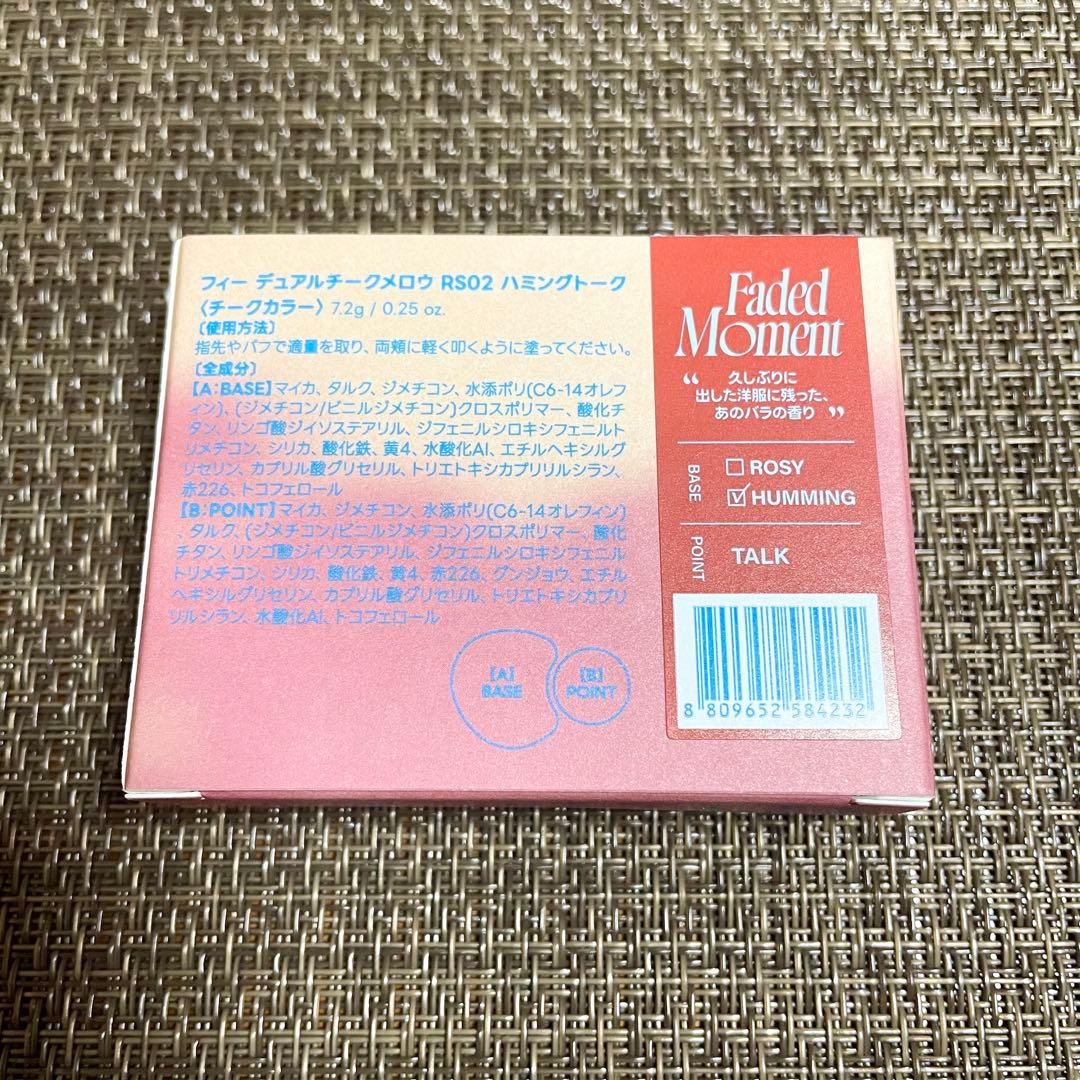 フィー デュアルチークメロウ RS02 ハミングトーク
〈チークカラー〉7.2g / 0.25 oz.
〔使用方法〕
指先やパフで適量を取り、両頬に軽く叩くように塗ってください。
〔全成分〕
【A:BASE】マイカ、タルク、ジメチコン、水添ポリ(C6-14オレフ
ィン)、(ジメチコン/ビニルジメチコン)クロスポリマー、酸化チ
タン、リンゴ酸ジイソステアリル、ジフェニルシロキシフェニルト
リメチコン、シリカ、酸化鉄、黄4、水酸化Al、エチルヘキシルグ
リセリン、カプリル酸グリセリル、トリエトキシカプリリルシラン、
赤226、トコフェロール
【B:POINT】マイカ、ジメチコン、水添ポリ(C6-14オレフィン)
、タルク、(ジメチコン/ビニルジメチコン)クロスポリマー、酸化
チタン、リンゴ酸ジイソステアリル、ジフェニルシロキシフェニル
トリメチコン、シリカ、酸化鉄、黄4、赤226、グンジョウ、エチル
ヘキシルグリセリン、カプリル酸グリセリル、トリエトキシカプリ
リルシラン、水酸化Al、トコフェロール
【A】
BASE
【B】
POINT
Faded
Moment
“ 久しぶりに
出した洋服に残った、
あのバラの香り ”
BASE
☐ ROSY
☑ HUMMING
POINT
TALK
8 809652 584232